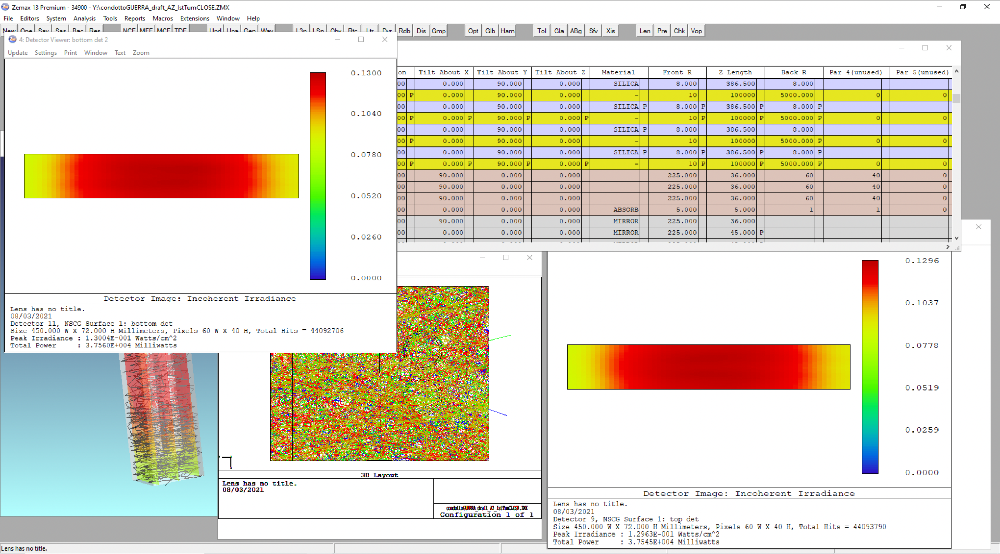 Zemax 13 Premium - 34900 - Y:\condottoGUERRA_draft_AZ_lstTumCLOSE.ZMX
File Editors System Analysis Tools Reports Macros Extensions Window Help
New Ope Sav Sas Bac Res NCE MFE MCE TDE Upd Upa Gen Wav L3n LSn Obv Rtc Ltr Dvr Rdb Dis Gmp Opt Glb Ham Tol Gla ABg Sfv Xis Len Pre Chk Vop
4: Detector Viewer: bottom det 2
Update Settings Print Window Text Zoom
0.1300
0.1040
0.0780
0.0520
0.0260
0.0000
Detector Image: Incoherent Irradiance
Lens has no title.
08/03/2021
Detector 11, NSCG Surface 1: bottom det
Size 450.000 W X 72.000 H Millimeters, Pixels 60 W X 40 H, Total Hits = 44092706
Peak Irradiance : 1.3004E-001 Watts/cm^2
Total Power : 3.7560E+004 Milliwatts
on Tilt About X Tilt About Y Tilt About Z Material Front R Z Length Back R Par 4(unused) Par 5(unused)
00 0.000 90.000 0.000 SILICA 8.000 386.500 8.000
00 P 0.000 90.000 0.000 - 10 100000 5000.000 0 0
00 0.000 90.000 0.000 SILICA P 8.000 P 386.500 P 8.000 P
00 P 0.000 P 90.000 P 0.000 P - 10 P 100000 P 5000.000 P 0 0
00 0.000 90.000 0.000 SILICA P 8.000 386.500 8.000
00 P 0.000 90.000 0.000 - 10 100000 5000.000 P 0 0
00 0.000 90.000 0.000 SILICA P 8.000 P 386.500 P 8.000 P
00 P 0.000 P 90.000 P 0.000 P - 10 P 100000 P 5000.000 P 0 0
00 90.000 0.000 0.000 225.000 36.000 60 40 0
00 90.000 0.000 0.000 225.000 36.000 60 40 0
00 90.000 0.000 0.000 225.000 36.000 60 40 0
00 0.000 0.000 0.000 ABSORB 5.000 5.000 1 1 0
00 90.000 0.000 0.000 MIRROR 225.000 36.000
00 0.000 0.000 0.000 MIRROR 225.000 45.000 P
3D Layout
Lens has no title.
08/03/2021
condottoGUERRA_draft_AZ_lstTumCLOSE.ZMX
Configuration 1 of 1
0.1296
0.1037
0.0778
0.0519
0.0259
0.0000
Detector Image: Incoherent Irradiance
Lens has no title.
08/03/2021
Detector 9, NSCG Surface 1: top det
Size 450.000 W X 72.000 H Millimeters, Pixels 60 W X 40 H, Total Hits = 44093790
Peak Irradiance : 1.2963E-001 Watts/cm^2
Total Power : 3.7545E+004 Milliwatts
Lens has no title.